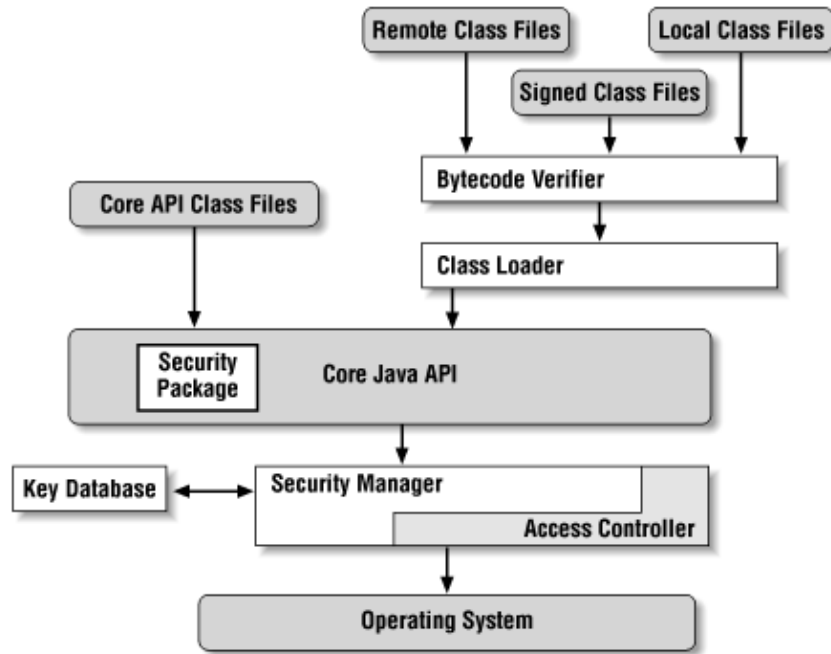 Remote Class Files
Local Class Files
Signed Class Files
Bytecode Verifier
Core API Class Files
Class Loader
Security
Package
Core Java API
Key Database
Security Manager
Access Controller
Operating System